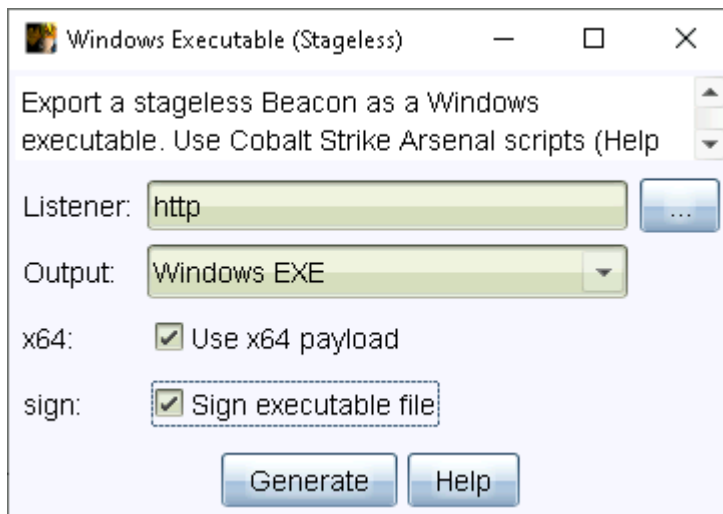 Windows Executable (Stageless)
Export a stageless Beacon as a Windows
executable. Use Cobalt Strike Arsenal scripts (Help
Listener: http ...
Output: Windows EXE
x64: Use x64 payload
sign: Sign executable file
Generate Help